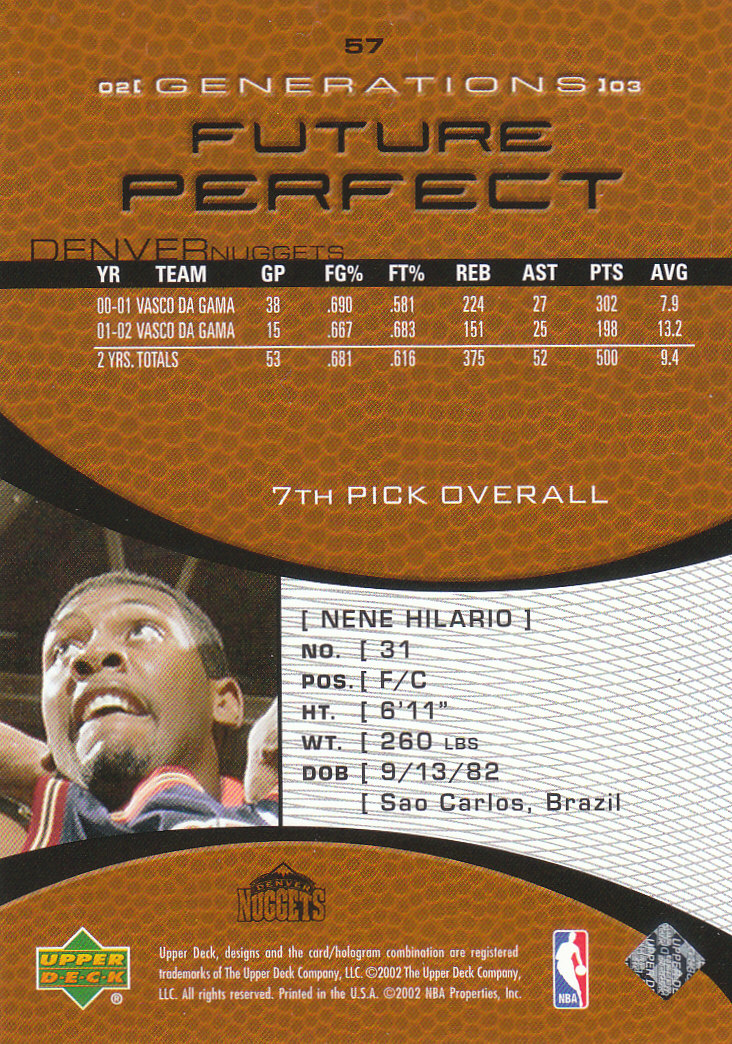 57
02[ GENERATIONS ]03
FUTURE
PERFECT
DENVER NUGGETS
YR TEAM GP FG% FT% REB AST PTS AVG
00-01 VASCO DA GAMA 38 .690 .581 224 27 302 7.9
01-02 VASCO DA GAMA 15 .667 .683 151 25 198 13.2
2 YRS. TOTALS 53 .681 .616 375 52 500 9.4
7TH PICK OVERALL
[ NENE HILARIO ]
NO. [ 31
POS. [ F/C
HT. [ 6'11"
WT. [ 260 LBS
DOB [ 9/13/82
[ Sao Carlos, Brazil
DENVER
NUGGETS
UPPER
D·E·C·K
®
Upper Deck, designs and the card/hologram combination are registered
trademarks of The Upper Deck Company, LLC. ©2002 The Upper Deck Company,
LLC. All rights reserved. Printed in the U.S.A. ©2002 NBA Properties, Inc.
NBA